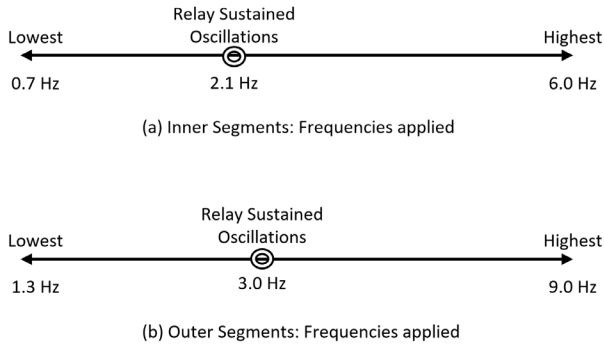 Relay Sustained
Lowest Oscillations Highest
0.7 Hz 2.1 Hz 6.0 Hz
(a) Inner Segments: Frequencies applied
Relay Sustained
Lowest Oscillations Highest
1.3 Hz 3.0 Hz 9.0 Hz
(b) Outer Segments: Frequencies applied